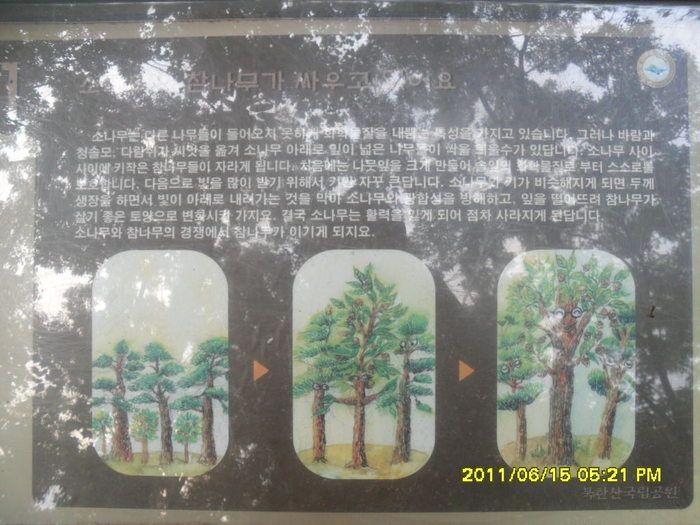 소나무와 참나무가 싸우고 있어요
소나무는 다른 나무들이 들어오지 못하게 화학물질을 내뿜는 특성을 가지고 있습니다. 그러나 바람과
청솔모, 다람쥐가 씨앗을 옮겨 소나무 아래로 잎이 넓은 나무들이 싹을 틔울수가 있답니다. 소나무 사이
사이에 키작은 참나무들이 자라게 됩니다. 처음에는 나뭇잎을 크게 만들어 솔잎의 화학물질로 부터 스스로를
보호합니다. 다음으로 빛을 많이 받기 위해서 키만 자꾸 큰답니다. 소나무와 키가 비슷해지게 되면 두께
생장을 하면서 빛이 아래로 내려가는 것을 막아 소나무의 광합성을 방해하고, 잎을 떨어뜨려 참나무가
살기 좋은 토양으로 변화시켜 가지요. 결국 소나무는 활력을 잃게 되어 점차 사라지게 된답니다.
소나무와 참나무의 경쟁에서 참나무가 이기게 되지요.
2011/06/15 05:21 PM
북한산국립공원